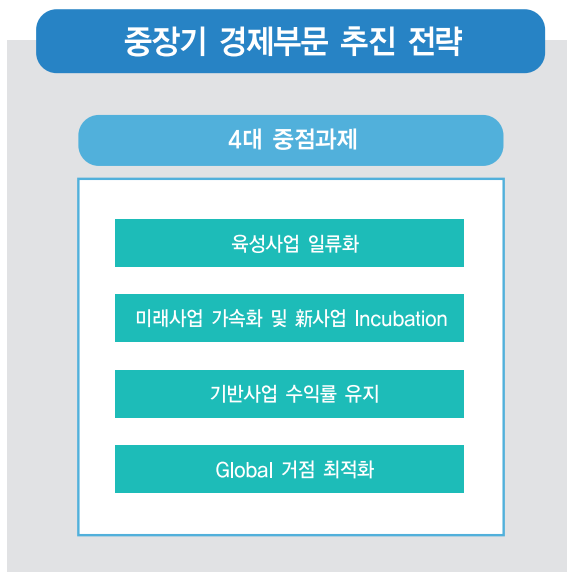 중장기 경제부문 추진 전략
4대 중점과제
육성사업 일류화
미래사업 가속화 및 新사업 Incubation
기반사업 수익률 유지
Global 거점 최적화